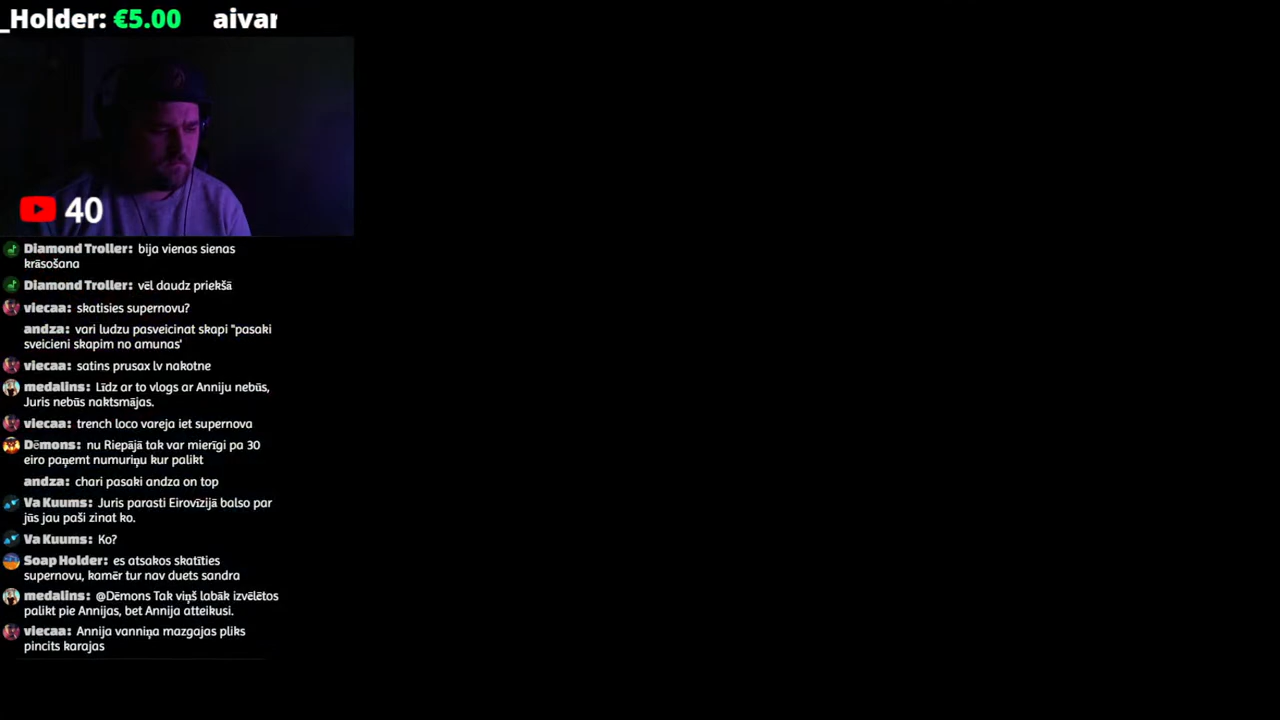 _Holder: €5.00 aivar
40
Diamond Troller: bija vienas sienas
krāsošana
Diamond Troller: vēl daudz priekšā
viecaa: skatisies supernovu?
andza: vari ludzu pasveicinat skapi "pasaki
sveicieni skapim no amunas'
viecaa: satins prusax lv nakotne
medalins: Līdz ar to vlogs ar Anniju nebūs,
Juris nebūs naktsmājas.
viecaa: trench loco vareja iet supernova
Dēmons: nu Riepājā tak var mierīgi pa 30
eiro paņemt numuriņu kur palikt
andza: chari pasaki andza on top
Va Kuums: Juris parasti Eirovīzijā balso par
jūs jau paši zinat ko.
Va Kuums: Ko?
Soap Holder: es atsakos skatīties
supernovu, kamēr tur nav duets sandra
medalins: @Dēmons Tak viņš labāk izvēlētos
palikt pie Annijas, bet Annija atteikusi.
viecaa: Annija vanniņa mazgajas pliks
pincits karajas